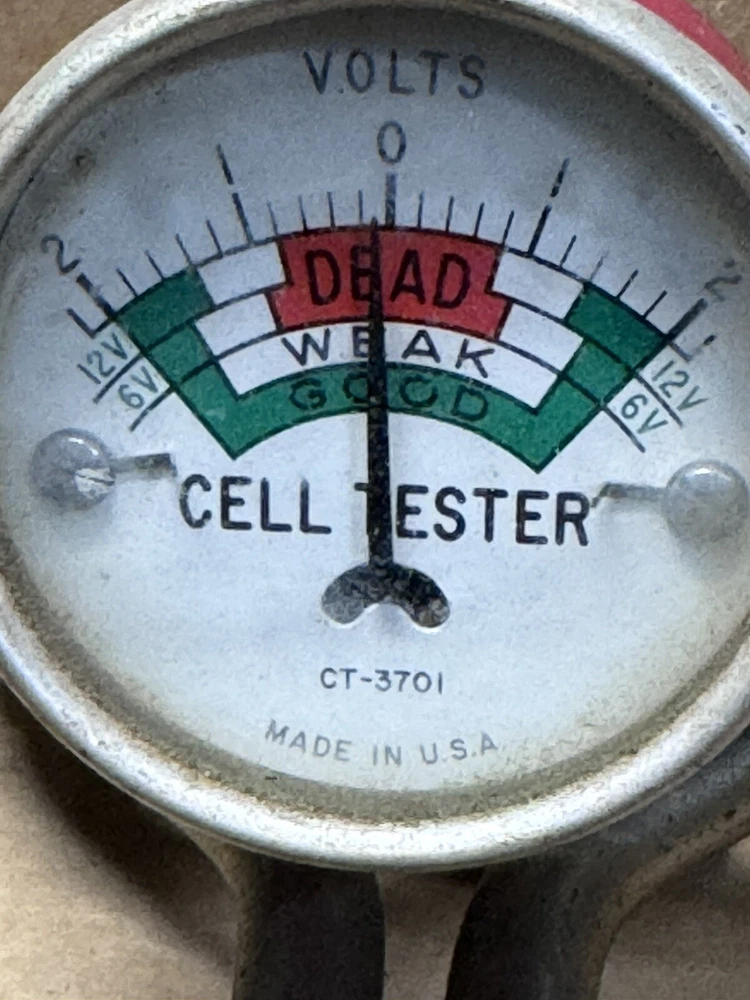 VOLTS
0
2 2
DEAD
WEAK
GOOD
12V 12V
6V 6V
CELL TESTER
CT-3701
MADE IN U.S.A